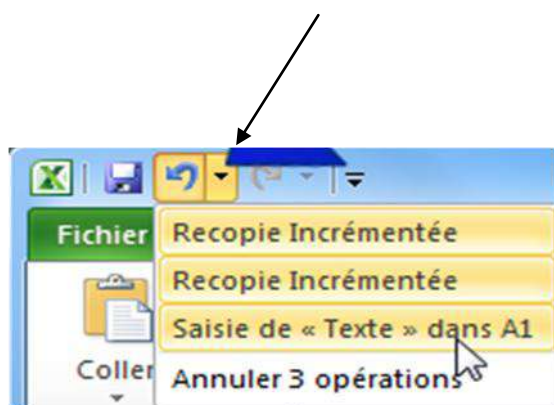 Fichier
Recopie Incrémentée
Recopie Incrémentée
Saisie de « Texte » dans A1
Coller
Annuler 3 opérations